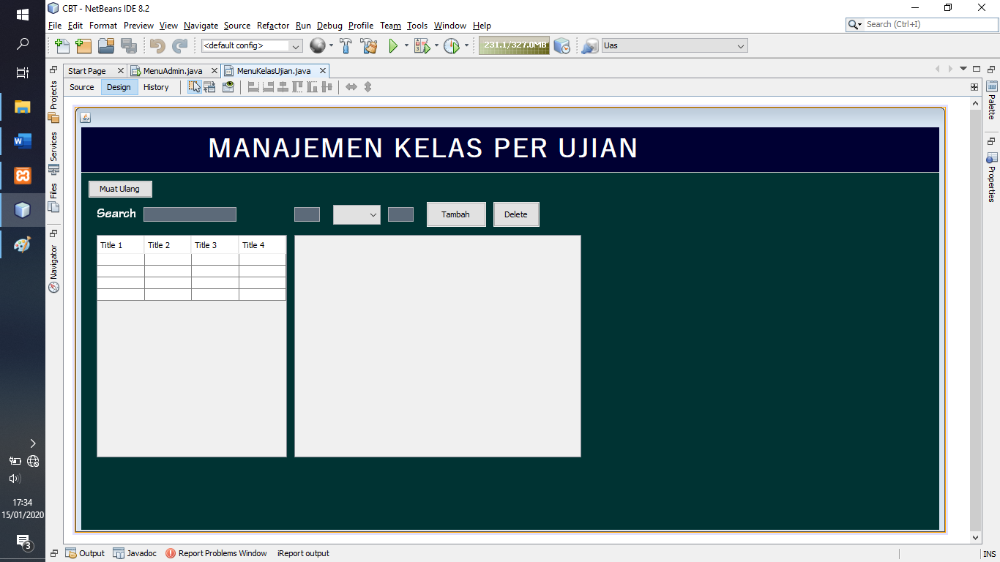 CBT - NetBeans IDE 8.2
File Edit Format Preview View Navigate Source Refactor Run Debug Profile Team Tools Window Help
Search (Ctrl+I)
<default config>
231.1/327.0MB
Uas
Start Page
MenuAdmin.java
MenuKelasUjian.java
Source Design History
Projects
Services
Files
Navigator
Palette
Properties
MANAJEMEN KELAS PER UJIAN
Muat Ulang
Search
Tambah
Delete
Title 1 Title 2 Title 3 Title 4
17:34
15/01/2020
3
Output
Javadoc
Report Problems Window
iReport output
INS